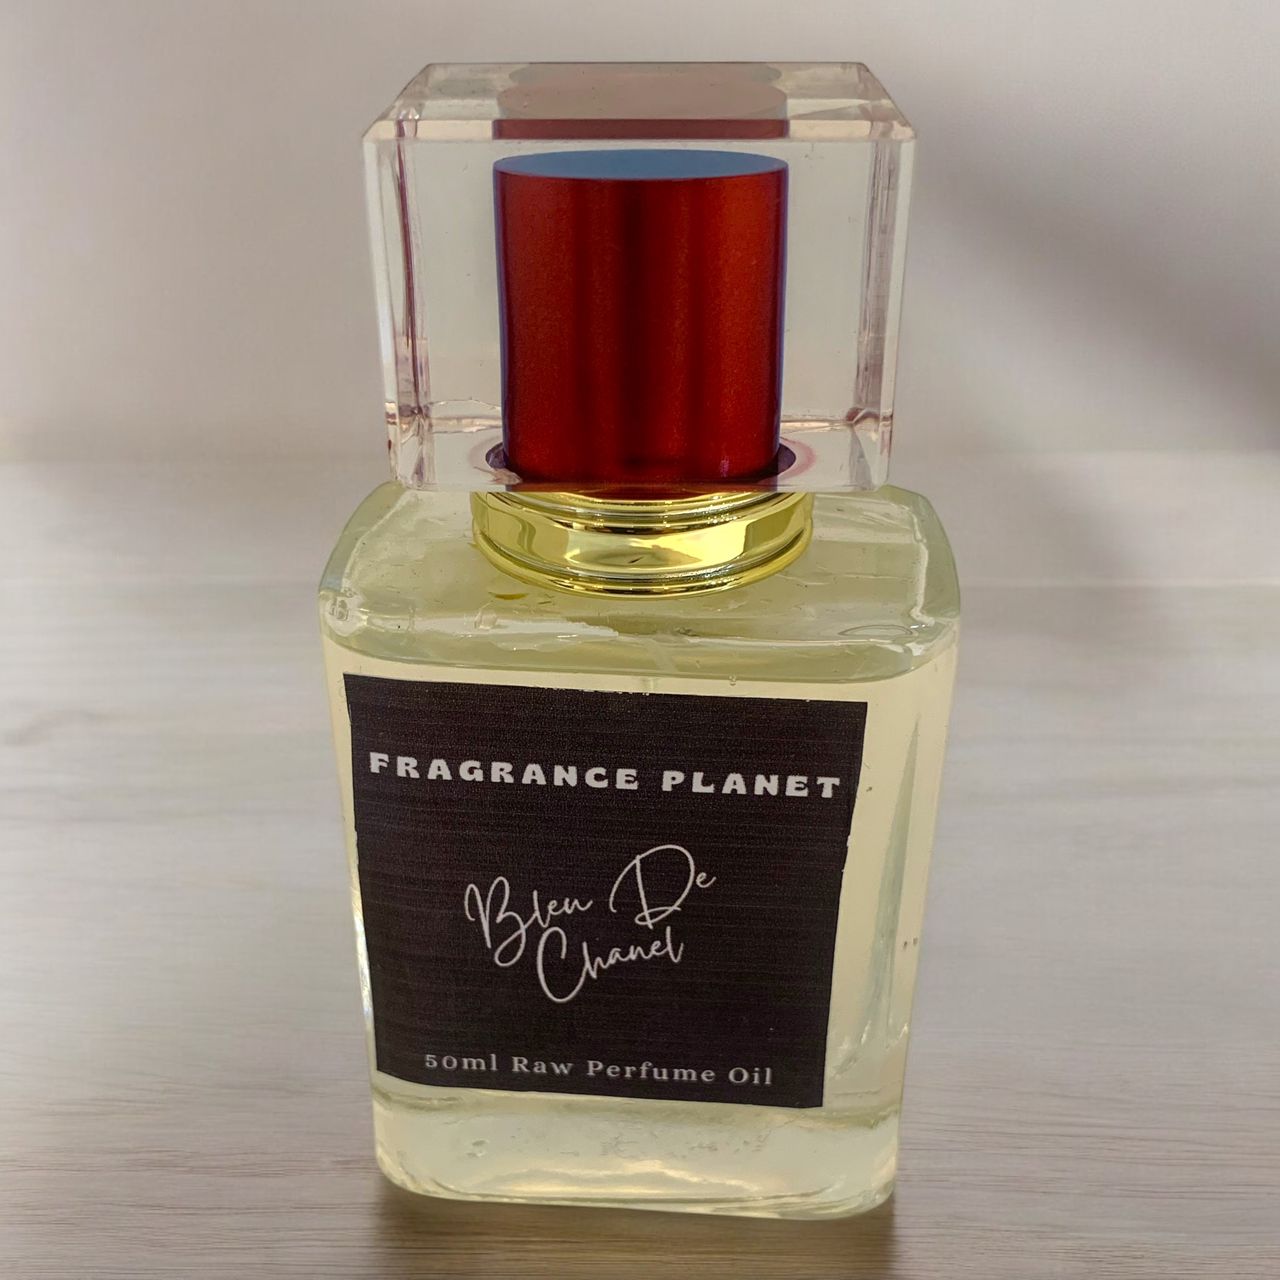 FRAGRANCE PLANET
Bleu De
Chanel
50ml Raw Perfume Oil